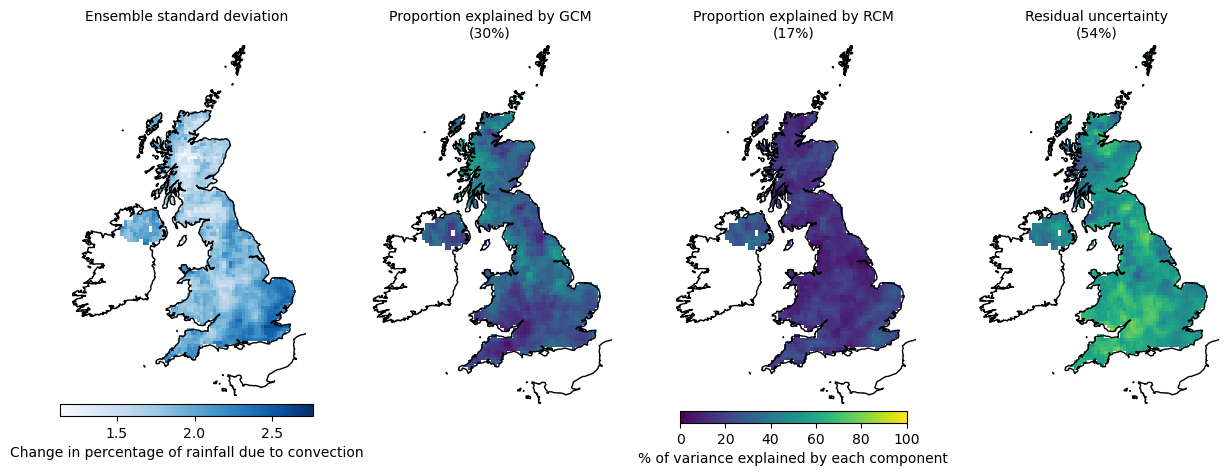 Ensemble standard deviation
Proportion explained by GCM
(30%)
Proportion explained by RCM
(17%)
Residual uncertainty
(54%)
1.5 2.0 2.5
Change in percentage of rainfall due to convection
0 20 40 60 80 100
% of variance explained by each component